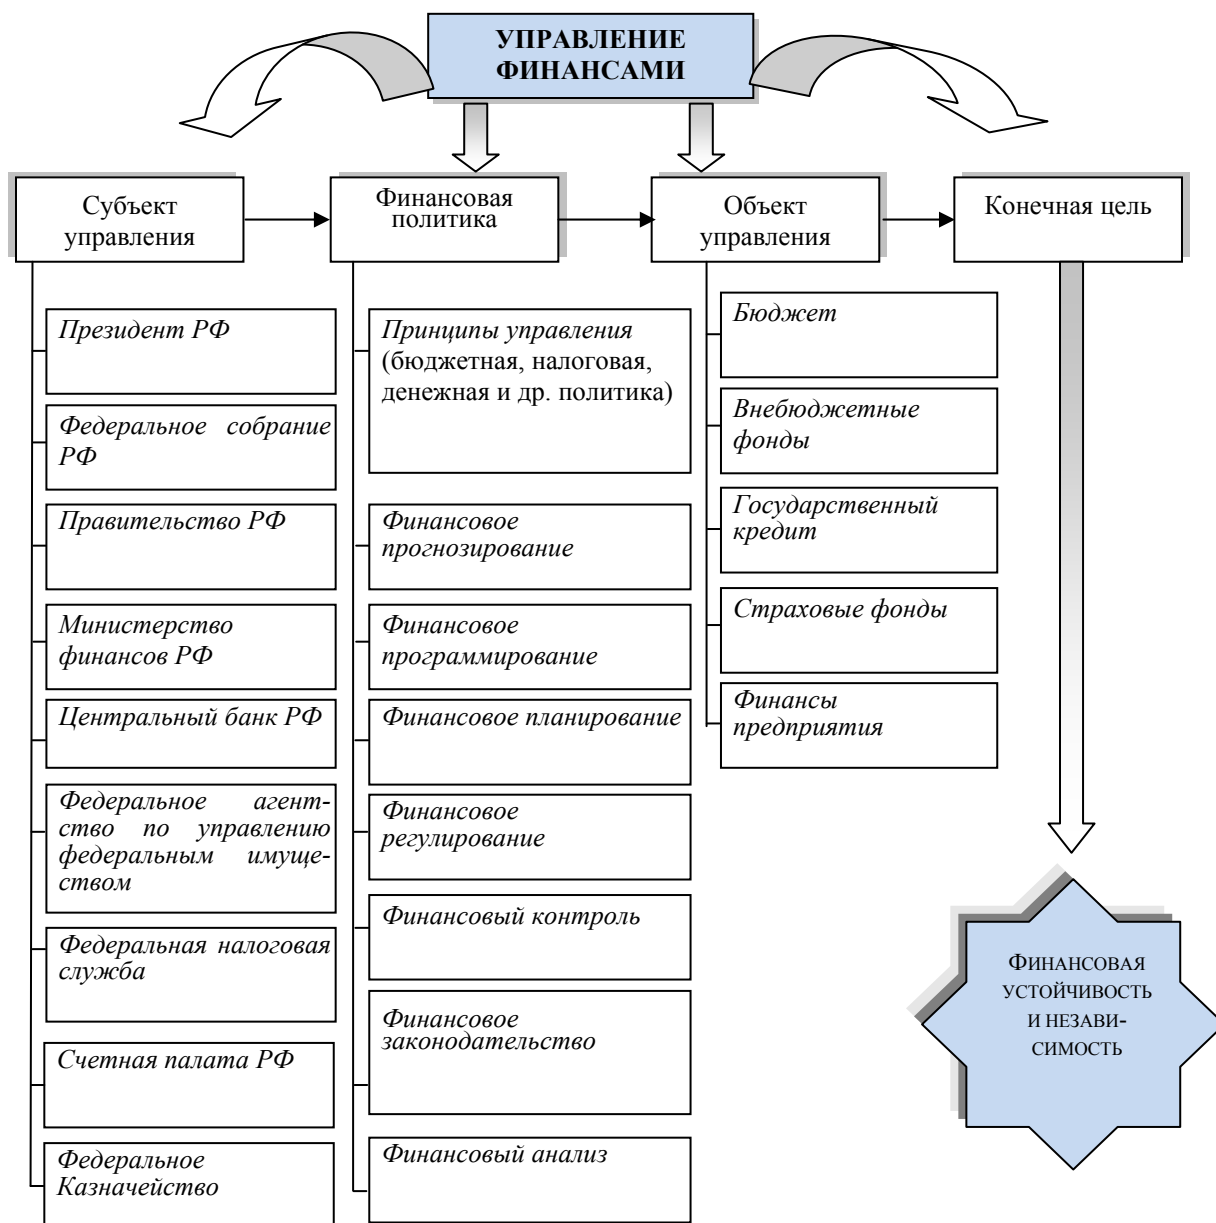 УПРАВЛЕНИЕ
ФИНАНСАМИ
Субъект
управления
Финансовая
политика
Объект
управления
Конечная цель
Президент РФ
Федеральное собрание
РФ
Правительство РФ
Министерство
финансов РФ
Центральный банк РФ
Федеральное агент-
ство по управлению
федеральным имуще-
ством
Федеральная налоговая
служба
Счетная палата РФ
Федеральное
Казначейство
Принципы управления
(бюджетная, налоговая,
денежная и др. политика)
Финансовое
прогнозирование
Финансовое
программирование
Финансовое планирование
Финансовое
регулирование
Финансовый контроль
Финансовое
законодательство
Финансовый анализ
Бюджет
Внебюджетные
фонды
Государственный
кредит
Страховые фонды
Финансы
предприятия
ФИНАНСОВАЯ
УСТОЙЧИВОСТЬ
И НЕЗАВИ-
СИМОСТЬ